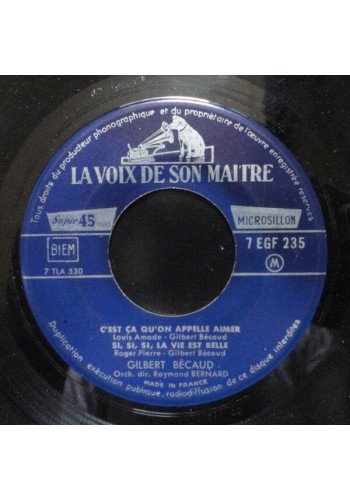 Tous droits du producteur phonographique et du propriétaire de l'œuvre enregistrée réservés
LA VOIX DE SON MAITRE
Super 45 tours
MICROSILLON
BIEM
7 EGF 235
7 TLA 530
M
C'EST ÇA QU'ON APPELLE AIMER
Louis Amade - Gilbert Bécaud
SI, SI, SI, LA VIE EST BELLE
Roger Pierre - Gilbert Bécaud
GILBERT BÉCAUD
Orch. dir. Raymond BERNARD
MADE IN FRANCE
Duplication exécution publique, radiodiffusion de ce disque interdites